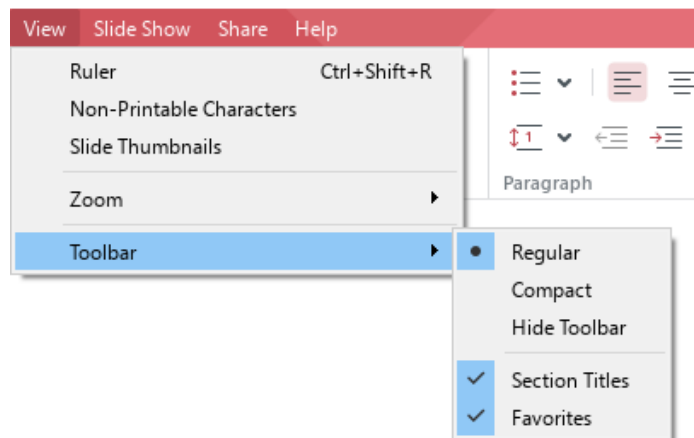 View Slide Show Share Help
Ruler Ctrl+Shift+R
Non-Printable Characters
Slide Thumbnails
Zoom
Toolbar
1
Paragraph
Regular
Compact
Hide Toolbar
Section Titles
Favorites